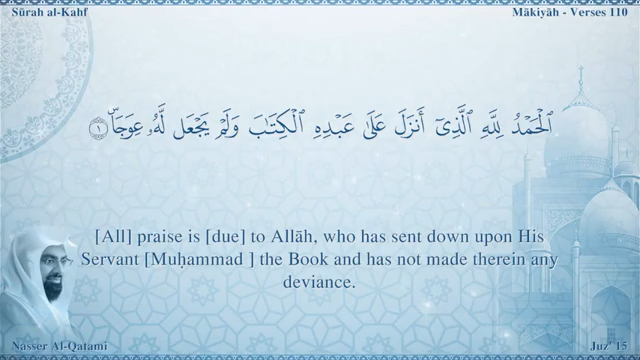 Sūrah al-Kahf
Mākiyāh - Verses 110
ٱلْحَمْدُ لِلَّهِ ٱلَّذِىٓ أَنزَلَ عَلَىٰ عَبْدِهِ ٱلْكِتَـٰبَ وَلَمْ يَجْعَل لَّهُۥ عِوَجَاۜ ١
[All] praise is [due] to Allāh, who has sent down upon His
Servant [Muḥammad ] the Book and has not made therein any
deviance.
Nasser Al-Qatami
Juz' 15